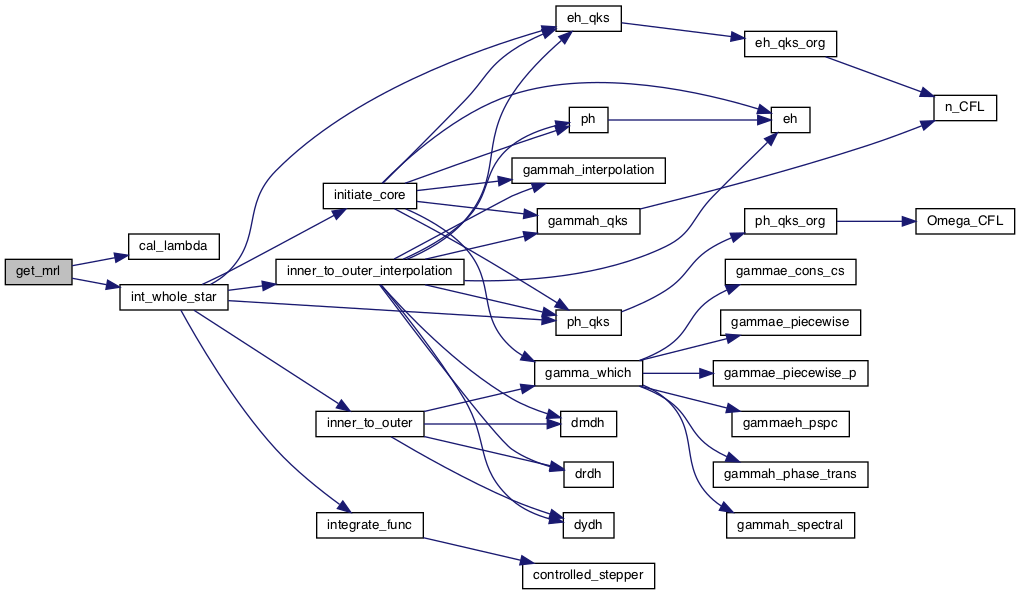 eh_qks
eh_qks_org
n_CFL
ph
eh
gammah_interpolation
initiate_core
gammah_qks
ph_qks_org
Omega_CFL
cal_lambda
get_mrl
inner_to_outer_interpolation
gammae_cons_cs
int_whole_star
ph_qks
gammae_piecewise
gamma_which
gammae_piecewise_p
inner_to_outer
dmdh
gammaeh_pspc
drdh
gammah_phase_trans
integrate_func
dydh
gammah_spectral
controlled_stepper